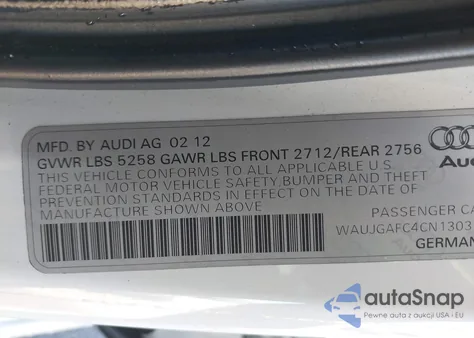 MFD. BY AUDI AG 02 12
GVWR LBS 5258 GAWR LBS FRONT 2712/REAR 2756
THIS VEHICLE CONFORMS TO ALL APPLICABLE U.S.
FEDERAL MOTOR VEHICLE SAFETY,BUMPER AND THEFT
PREVENTION STANDARDS IN EFFECT ON THE DATE OF
MANUFACTURE SHOWN ABOVE
PASSENGER CA
WAUJGAFC4CN1303
GERMAN
autoSnap
Pewne auta z aukcji USA i EU